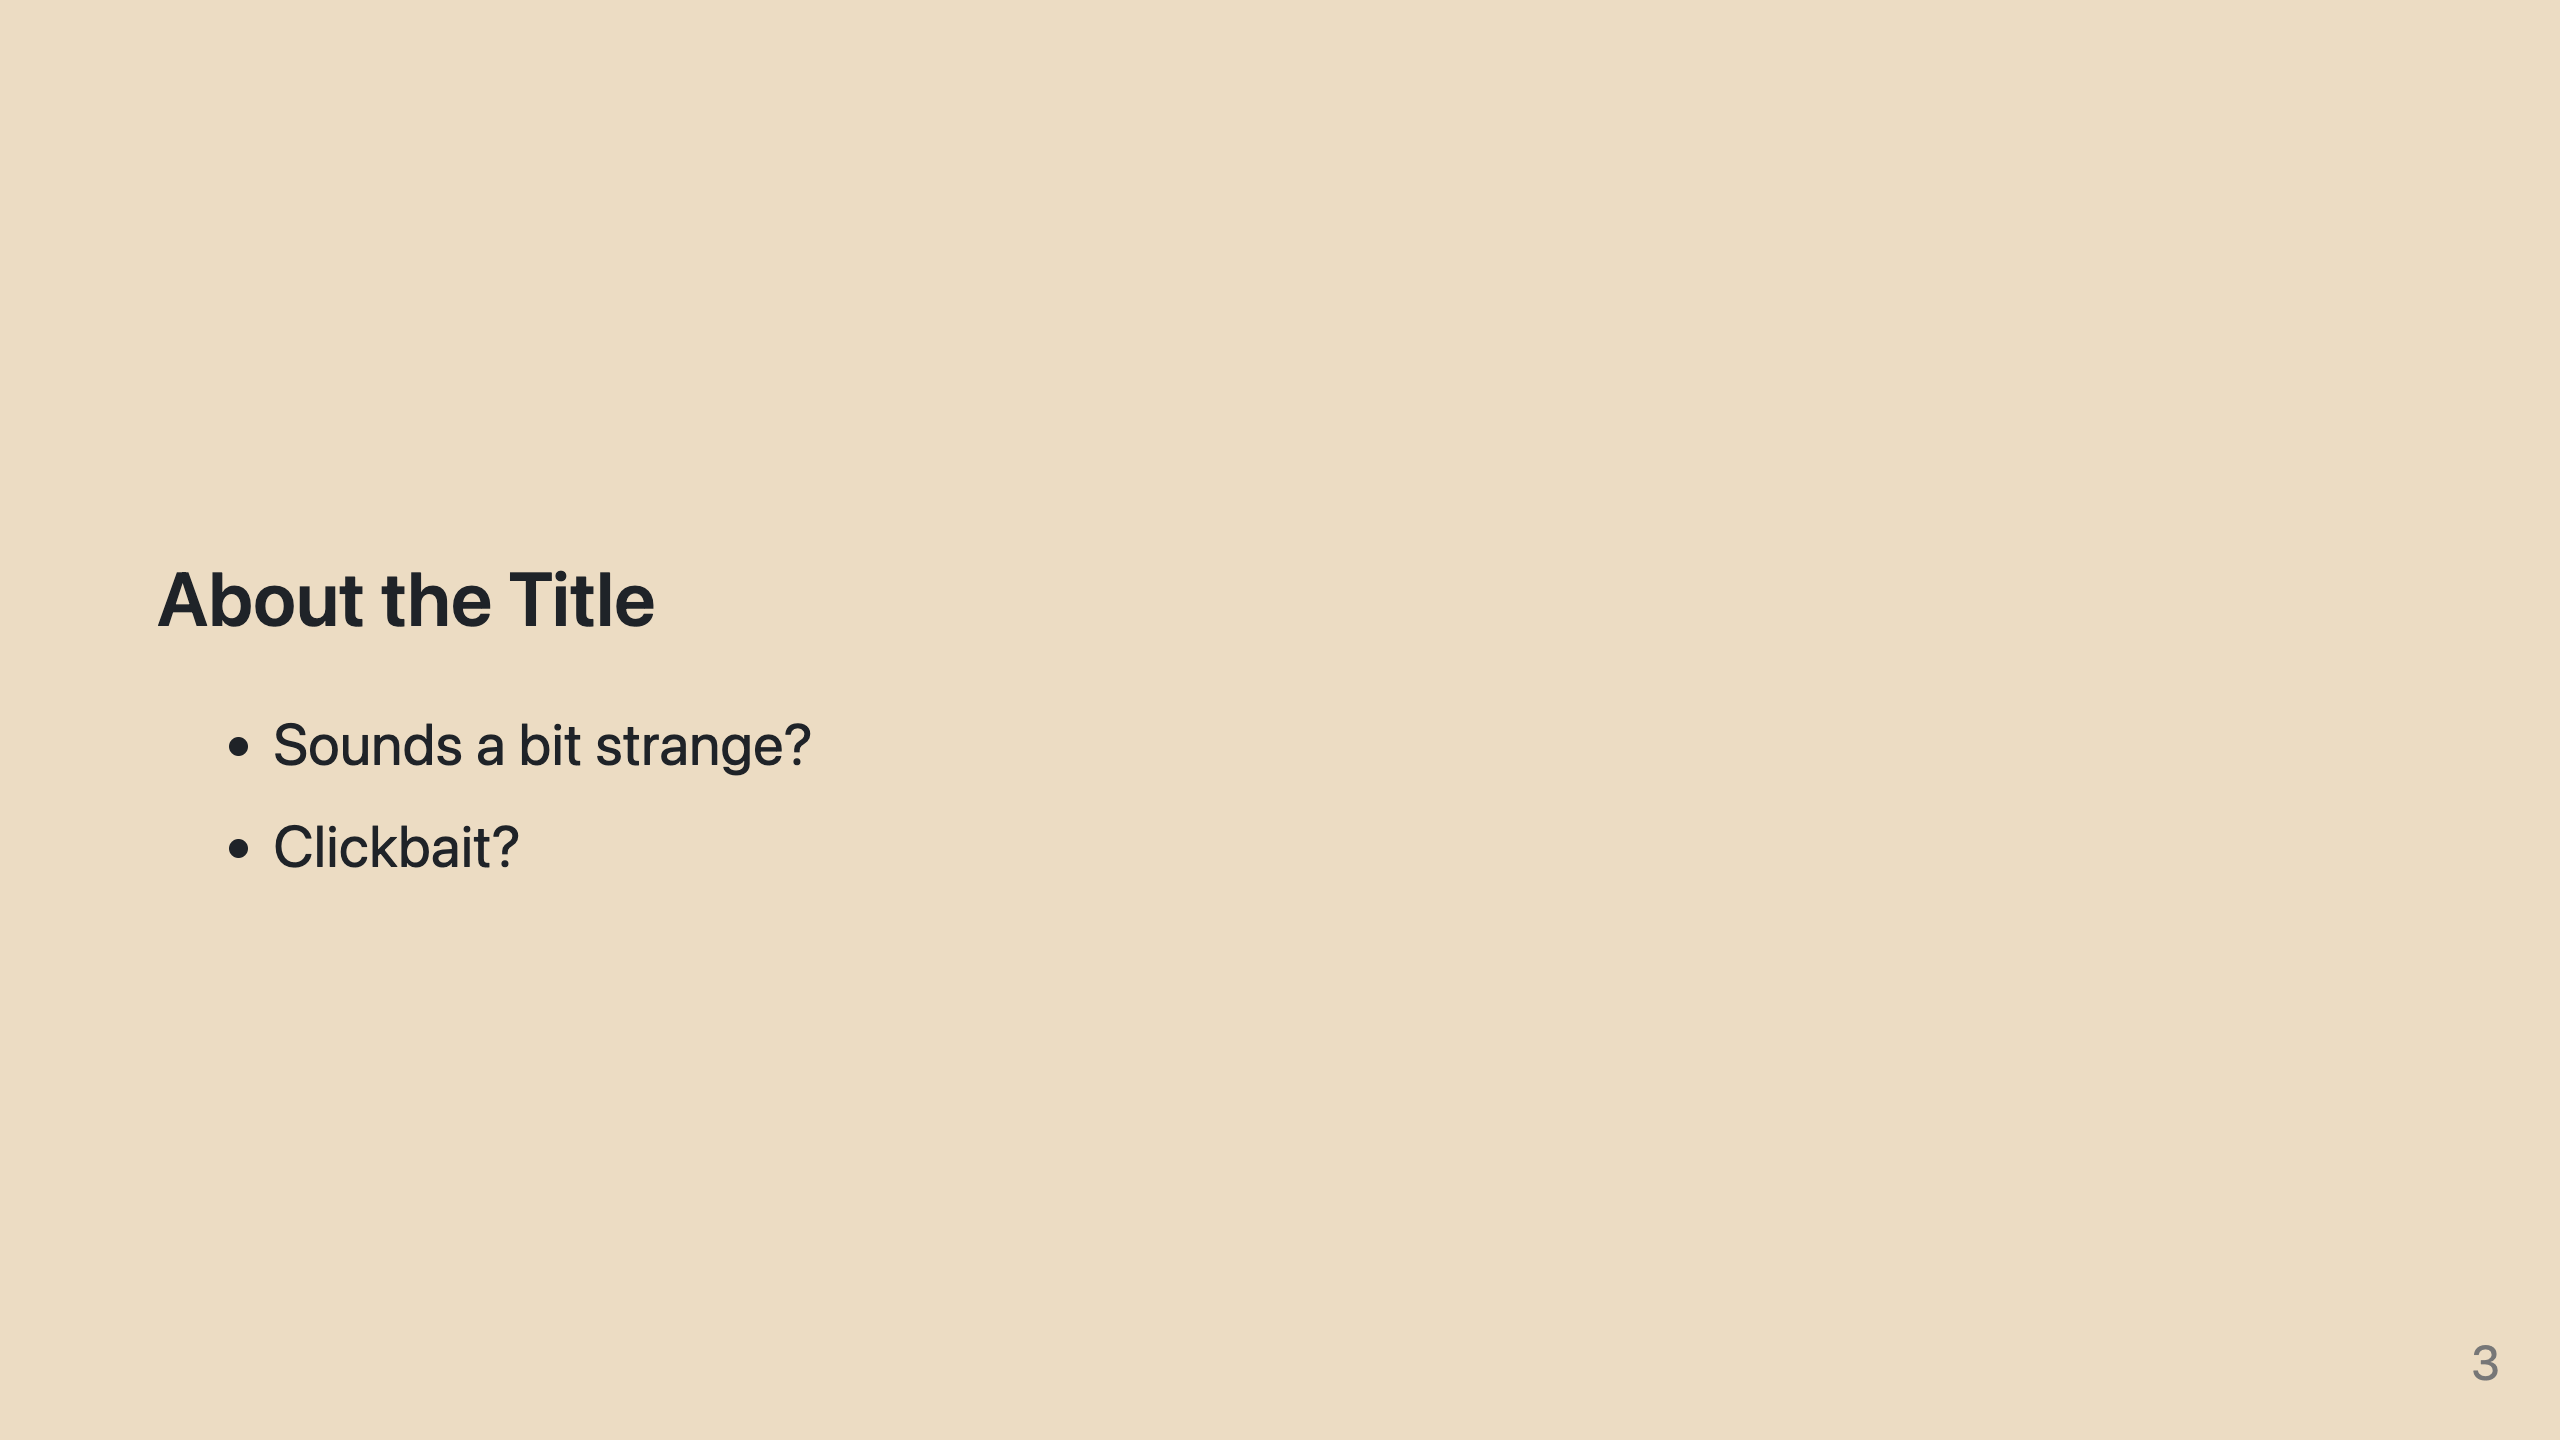 About the Title
• Sounds a bit strange?
• Clickbait?
3